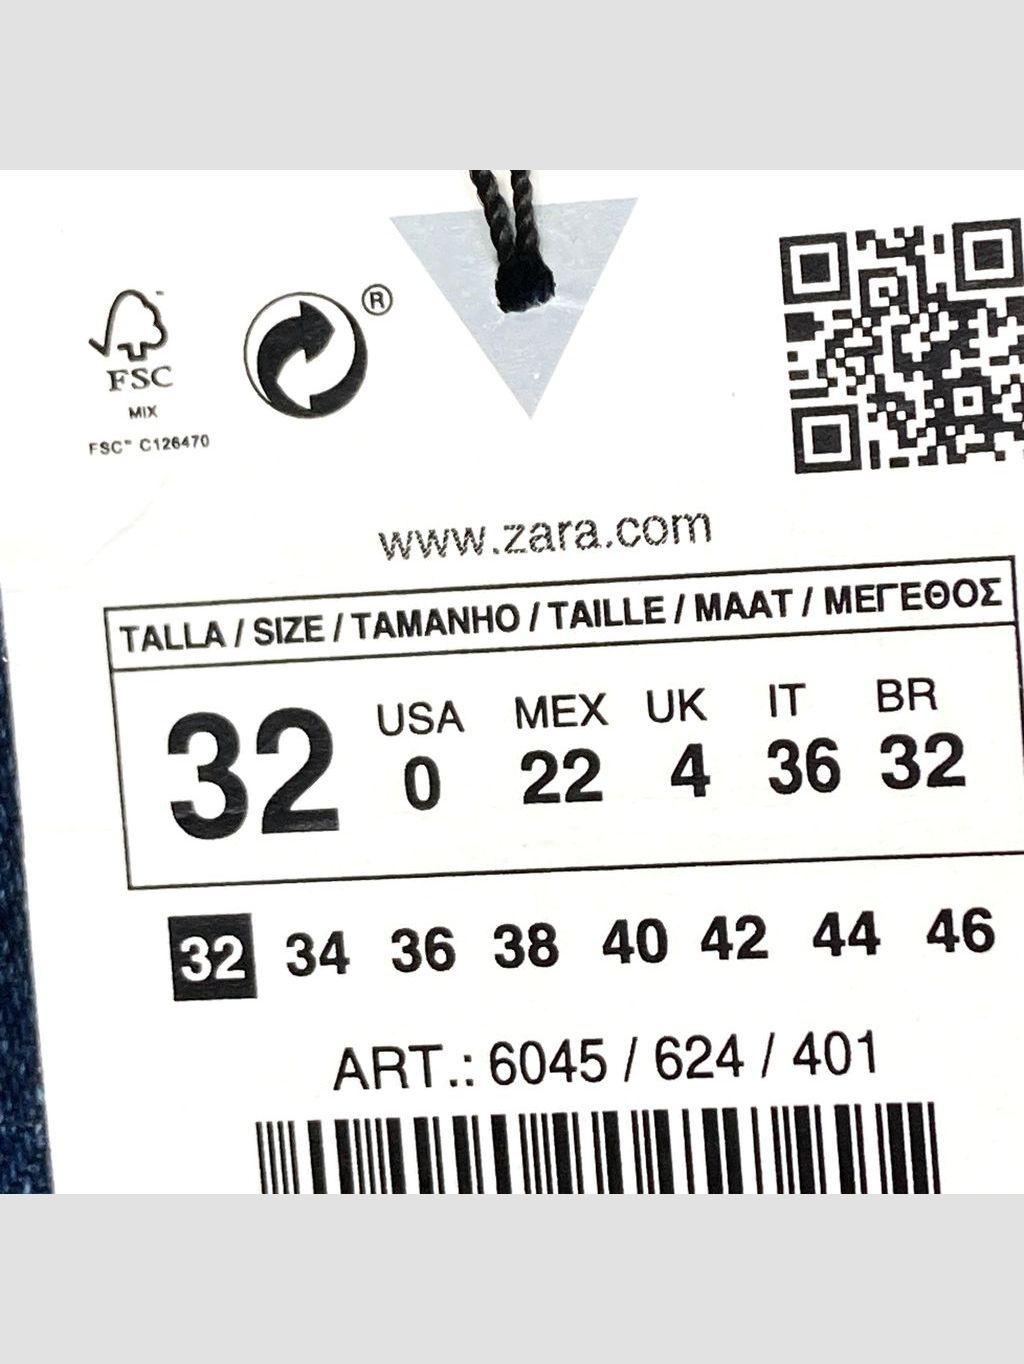 FSC
MIX
FSC™ C126470
®
www.zara.com
TALLA / SIZE / TAMANHO / TAILLE / MAAT / ΜΕΓΕΘΟΣ
32
USA MEX UK IT BR
0 22 4 36 32
32 34 36 38 40 42 44 46
ART.: 6045 / 624 / 401